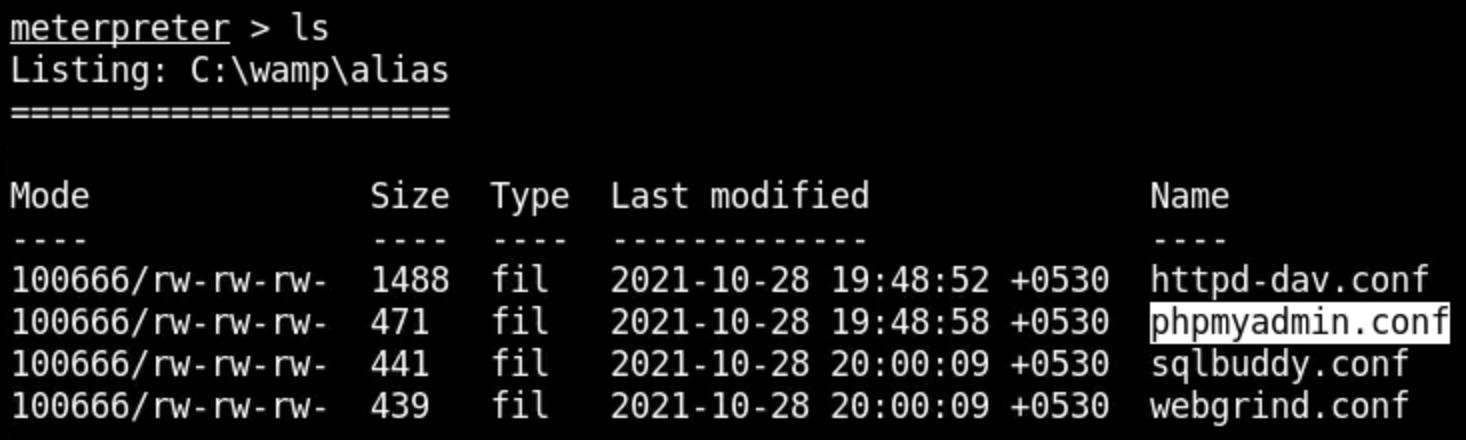 meterpreter > ls
Listing: C:\wamp\alias
======================
Mode Size Type Last modified Name
---- ---- ---- ------------- ----
100666/rw-rw-rw- 1488 fil 2021-10-28 19:48:52 +0530 httpd-dav.conf
100666/rw-rw-rw- 471 fil 2021-10-28 19:48:58 +0530 phpmyadmin.conf
100666/rw-rw-rw- 441 fil 2021-10-28 20:00:09 +0530 sqlbuddy.conf
100666/rw-rw-rw- 439 fil 2021-10-28 20:00:09 +0530 webgrind.conf